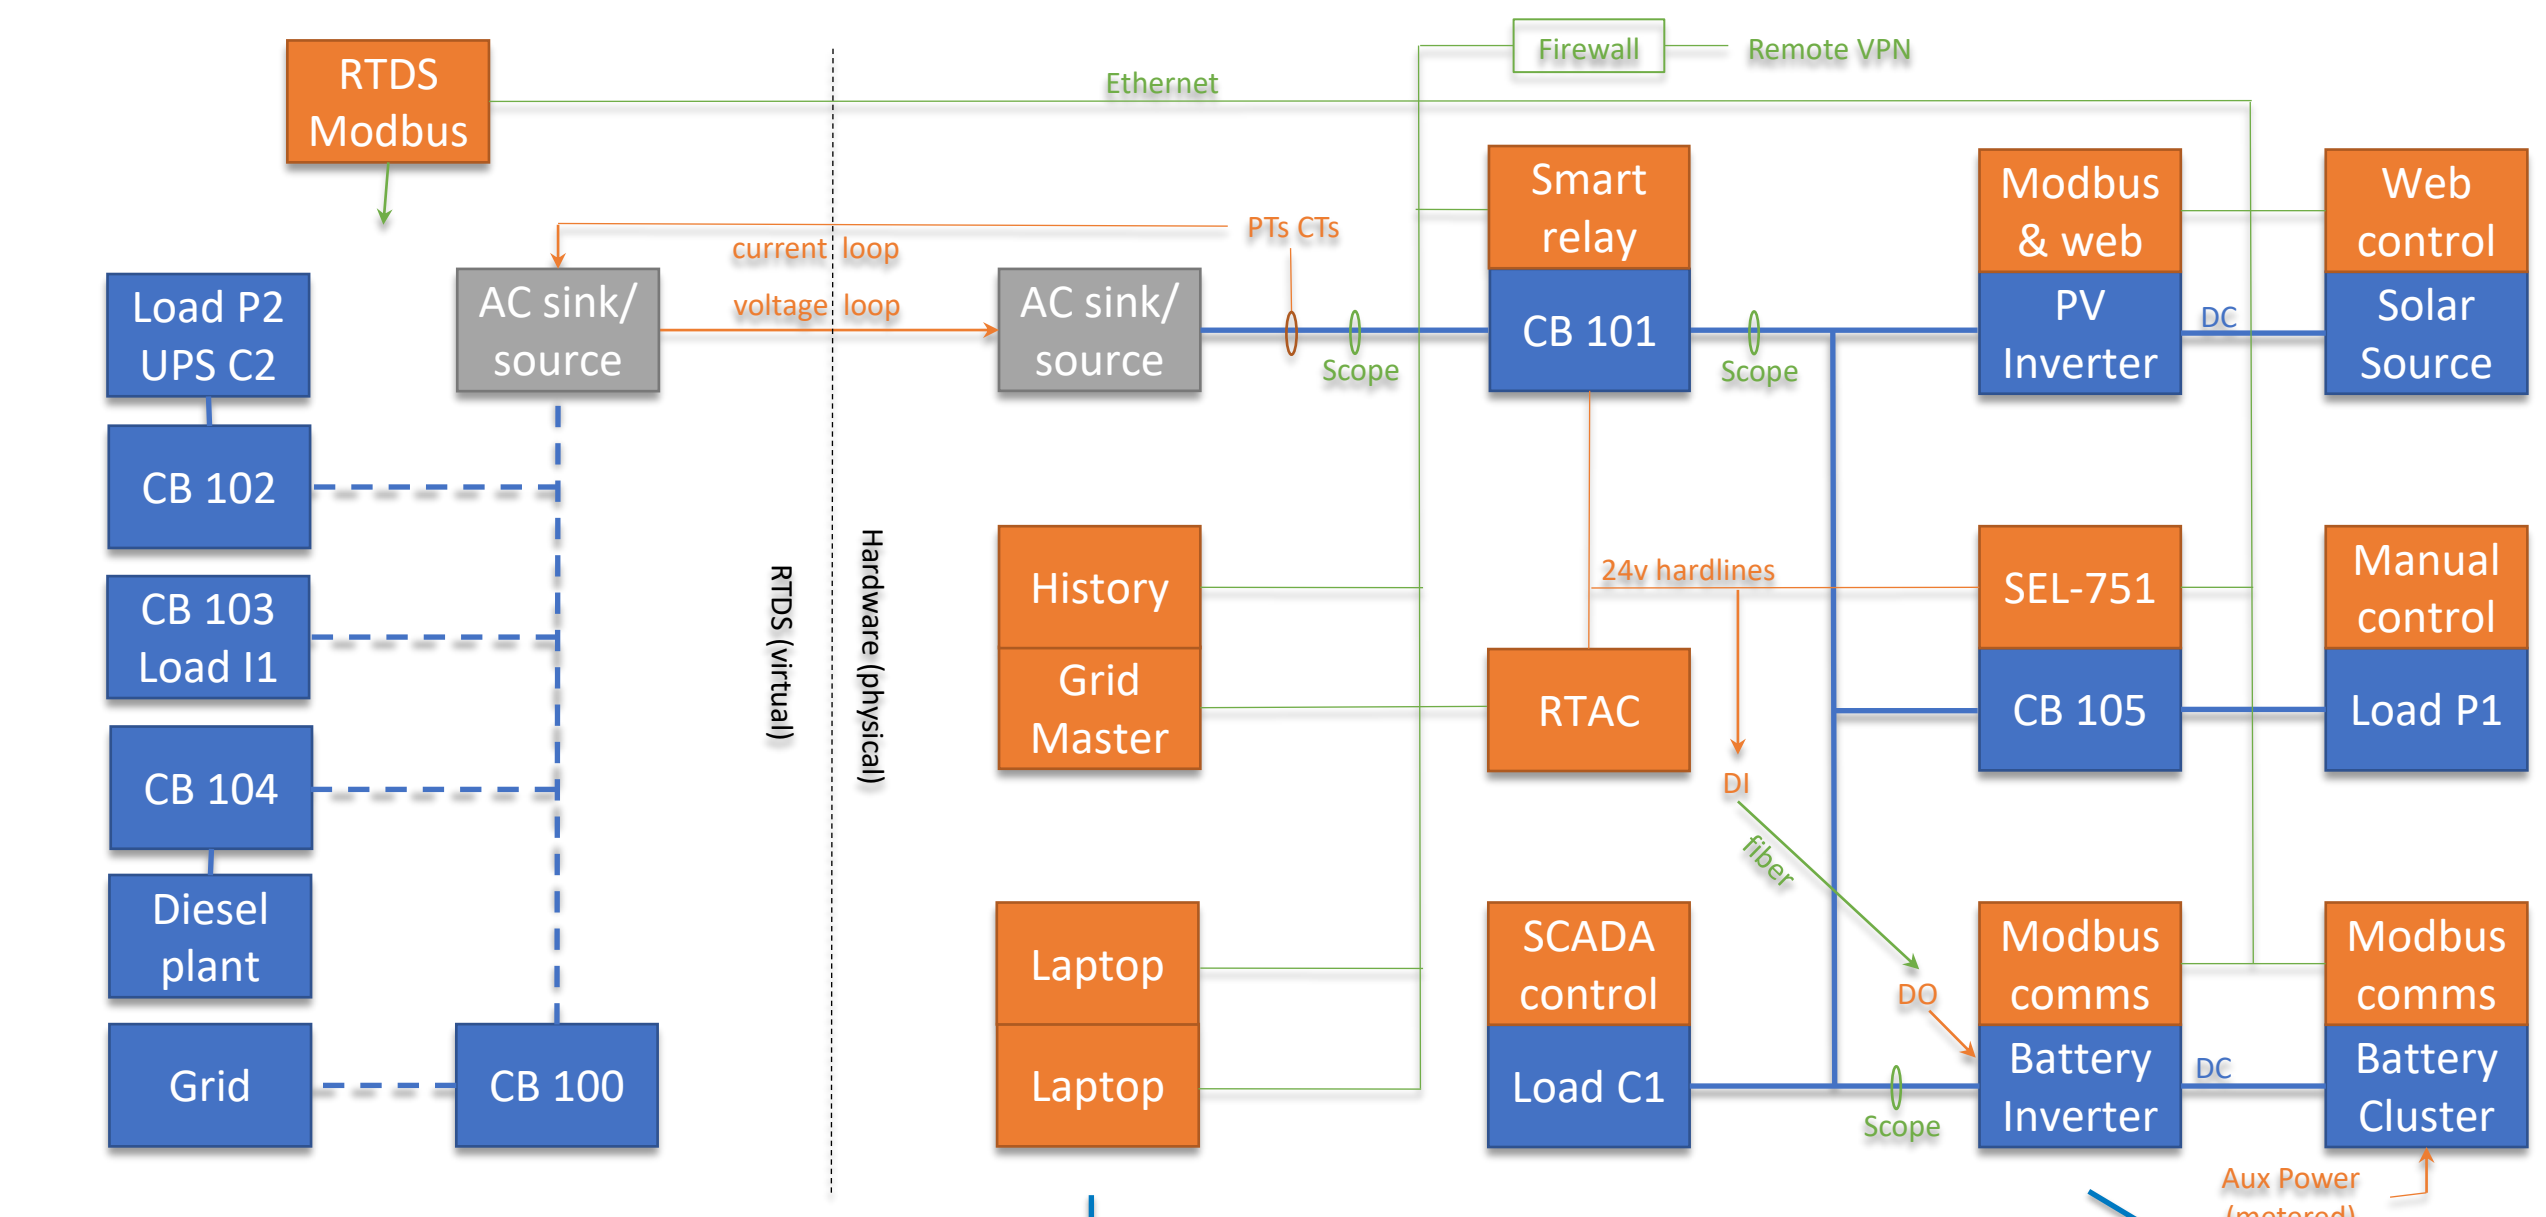 Firewall
Remote VPN
RTDS
Modbus
Ethernet
Smart
relay
Modbus
& web
Web
control
PTs CTs
current loop
voltage loop
Load P2
UPS C2
AC sink/
source
AC sink/
source
Scope
CB 101
Scope
PV
Inverter
DC
Solar
Source
CB 102
RTDS (virtual)
Hardware (physical)
CB 103
Load I1
History
Grid
Master
24v hardlines
SEL-751
Manual
control
RTAC
CB 105
Load P1
DI
CB 104
fiber
Diesel
plant
Laptop
Laptop
SCADA
control
Load C1
DO
Modbus
comms
Modbus
comms
Grid
CB 100
Scope
Battery
Inverter
DC
Battery
Cluster
Aux Power
(metered)